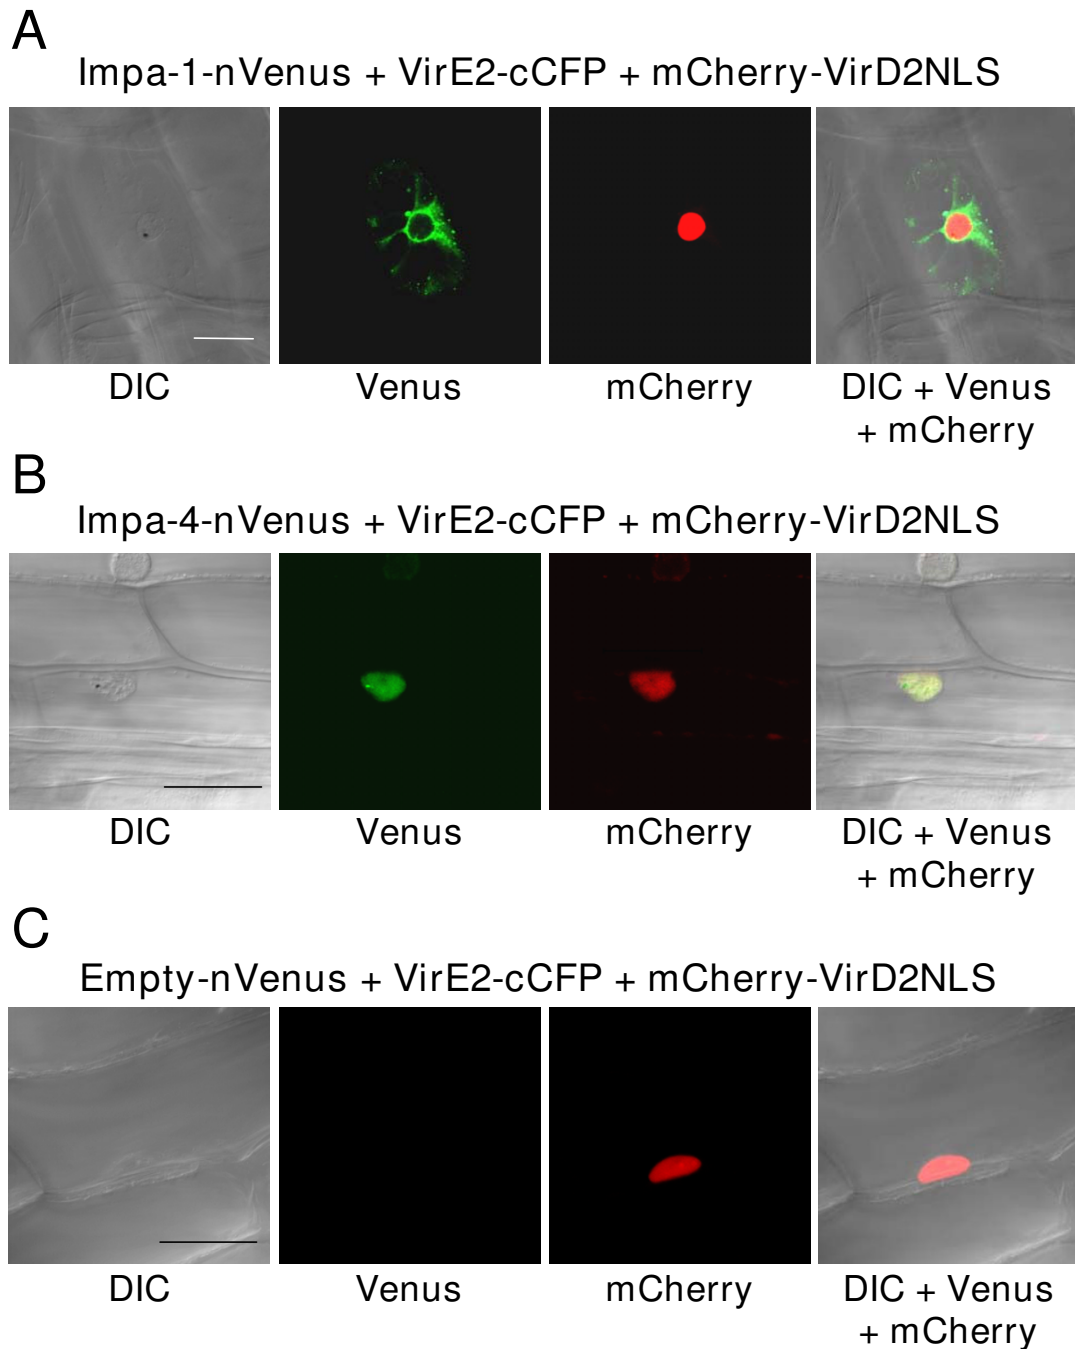 A
Impa-1-nVenus + VirE2-cCFP + mCherry-VirD2NLS
DIC
Venus
mCherry
DIC + Venus
+ mCherry
B
Impa-4-nVenus + VirE2-cCFP + mCherry-VirD2NLS
DIC
Venus
mCherry
DIC + Venus
+ mCherry
C
Empty-nVenus + VirE2-cCFP + mCherry-VirD2NLS
DIC
Venus
mCherry
DIC + Venus
+ mCherry